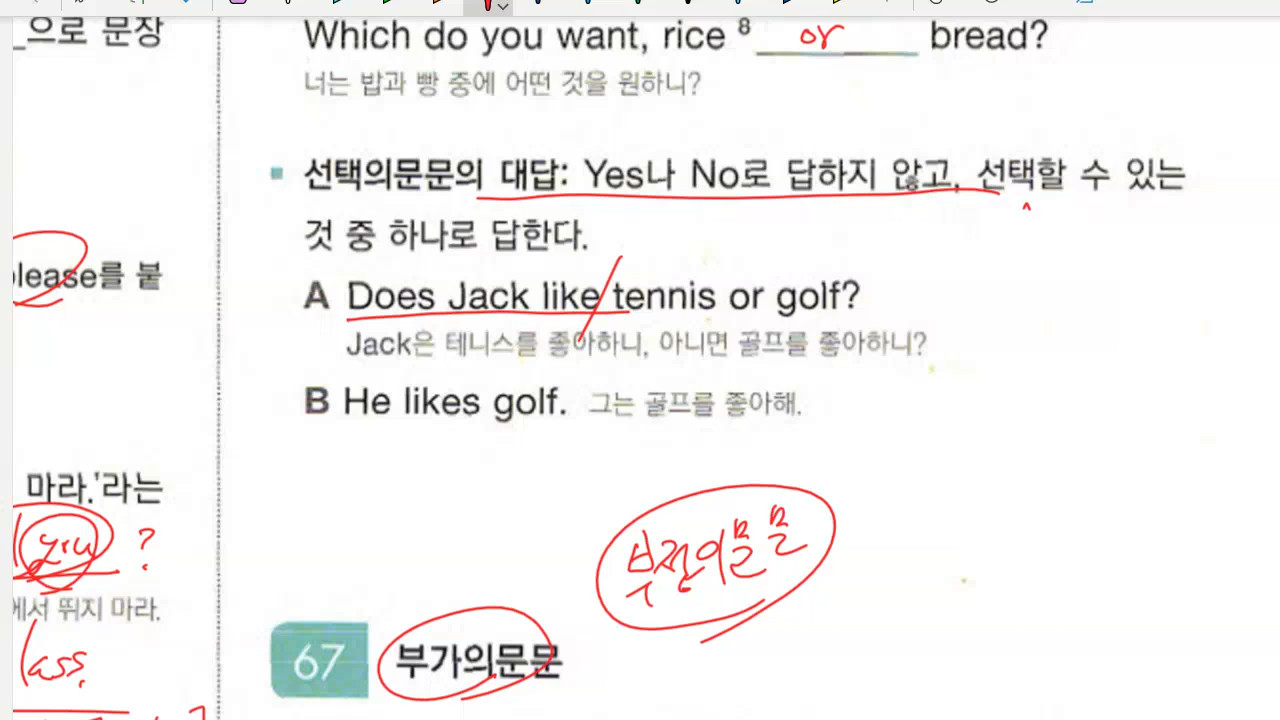 _으로 문장
please를 붙
마라.'라는
you ?
에서 뛰지 마라.
lass.
Which do you want, rice 8 or bread?
너는 밥과 빵 중에 어떤 것을 원하니?
선택의문문의 대답: Yes나 No로 답하지 않고, 선택할 수 있는
것 중 하나로 답한다.
A Does Jack like / tennis or golf?
Jack은 테니스를 좋아하니, 아니면 골프를 좋아하니?
B He likes golf. 그는 골프를 좋아해.
부정의문문
67 부가의문문